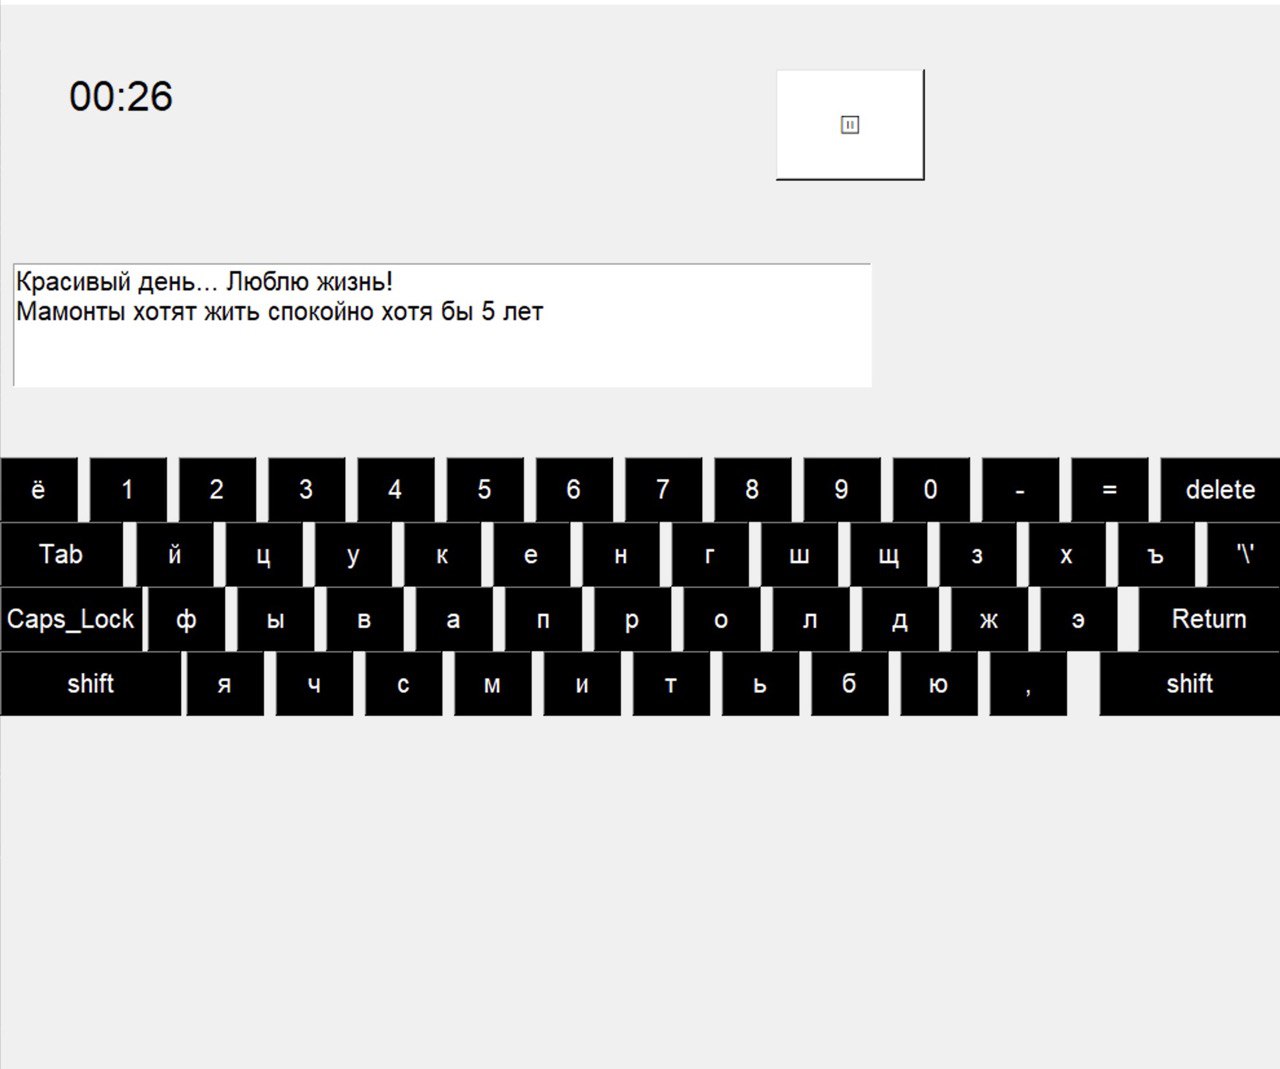 00:26
Красивый день... Люблю жизнь!
Мамонты хотят жить спокойно хотя бы 5 лет
ё 1 2 3 4 5 6 7 8 9 0 - = delete
Tab й ц у к е н г ш щ з х ъ '\'
Caps_Lock ф ы в а п р о л д ж э Return
shift я ч с м и т ь б ю , shift